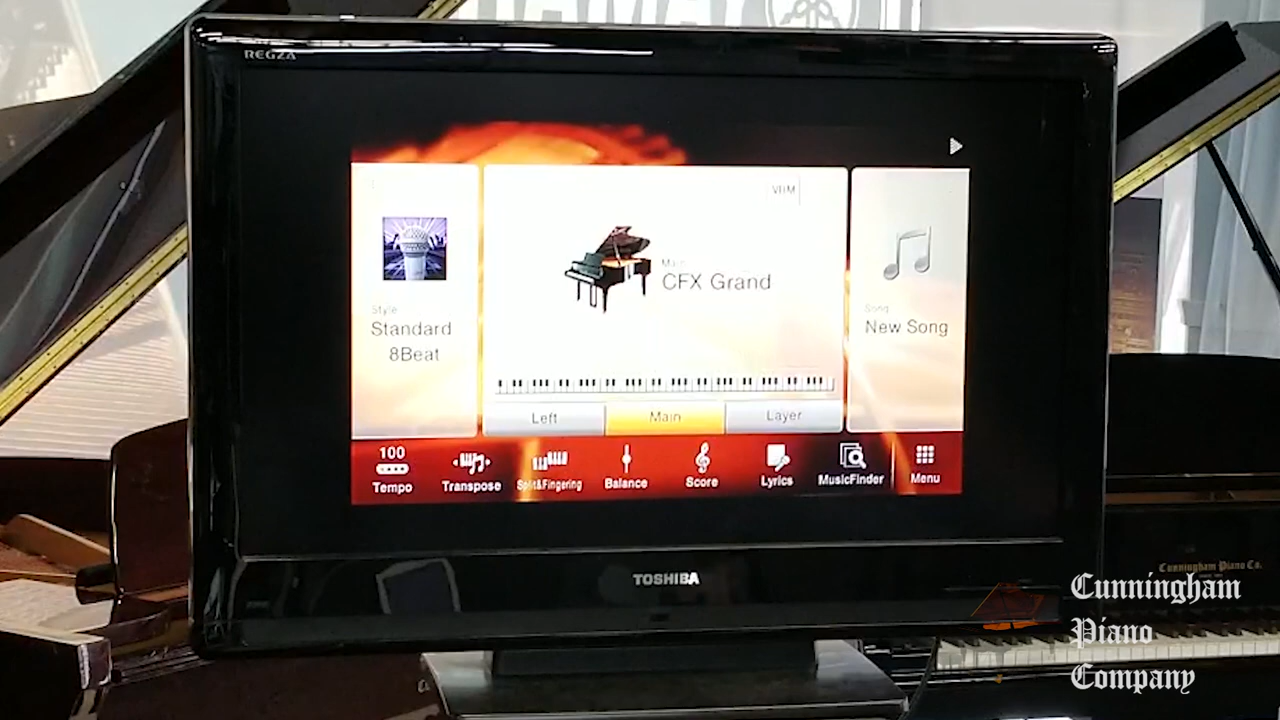 YAMAHA
REGZA
VRM
Main
CFX Grand
Style
Standard
8Beat
Song
New Song
Left
Main
Layer
100
Tempo
Transpose
Split&Fingering
Balance
Score
Lyrics
MusicFinder
Menu
TOSHIBA
Cunningham Piano Co.
Cunningham
Piano
Company